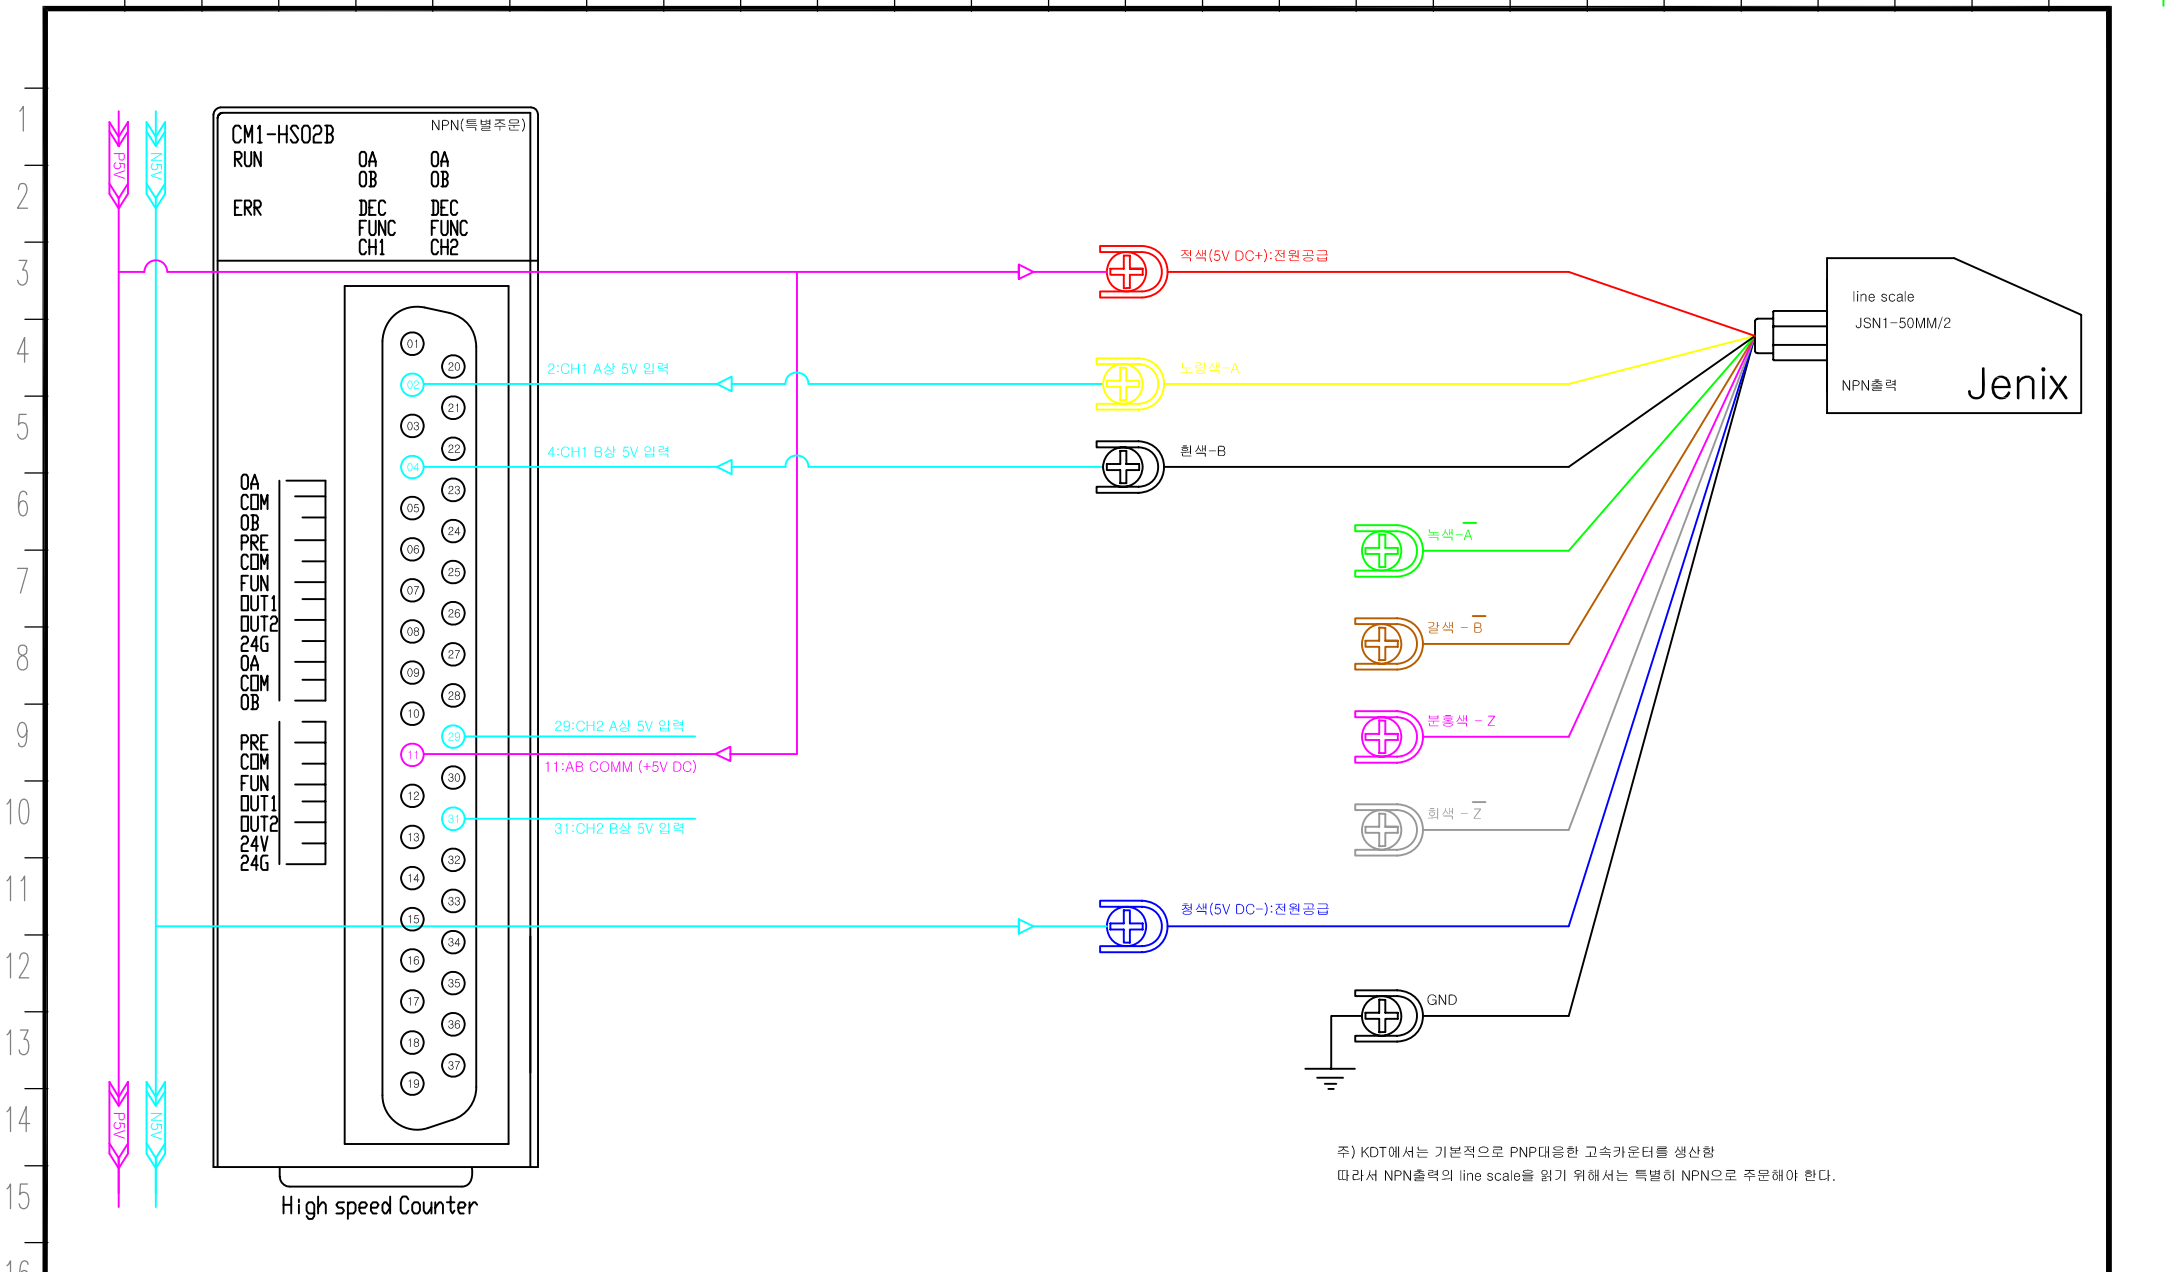 1
2
3
4
5
6
7
8
9
10
11
12
13
14
15
16
P5V
N5V
CM1-HS02B
NPN(특별주문)
RUN
0A
0A
0B
0B
ERR
DEC
DEC
FUNC
FUNC
CH1
CH2
01
20
02
21
03
22
04
23
05
24
06
25
07
26
08
27
09
28
10
29
11
30
12
31
13
32
14
33
15
34
16
35
17
36
18
37
19
0A
COM
0B
PRE
COM
FUN
OUT1
OUT2
24G
0A
COM
0B
PRE
COM
FUN
OUT1
OUT2
24V
24G
2:CH1 A상 5V 입력
4:CH1 B상 5V 입력
29:CH2 A상 5V 입력
11:AB COMM (+5V DC)
31:CH2 B상 5V 입력
적색(5V DC+):전원공급
노랑색-A
흰색-B
녹색-A̅
갈색 - B̅
분홍색 - Z
회색 - Z̅
청색(5V DC-):전원공급
GND
line scale
JSN1-50MM/2
NPN출력
Jenix
P5V
N5V
High speed Counter
주) KDT에서는 기본적으로 PNP대응한 고속카운터를 생산함
따라서 NPN출력의 line scale을 읽기 위해서는 특별히 NPN으로 주문해야 한다.